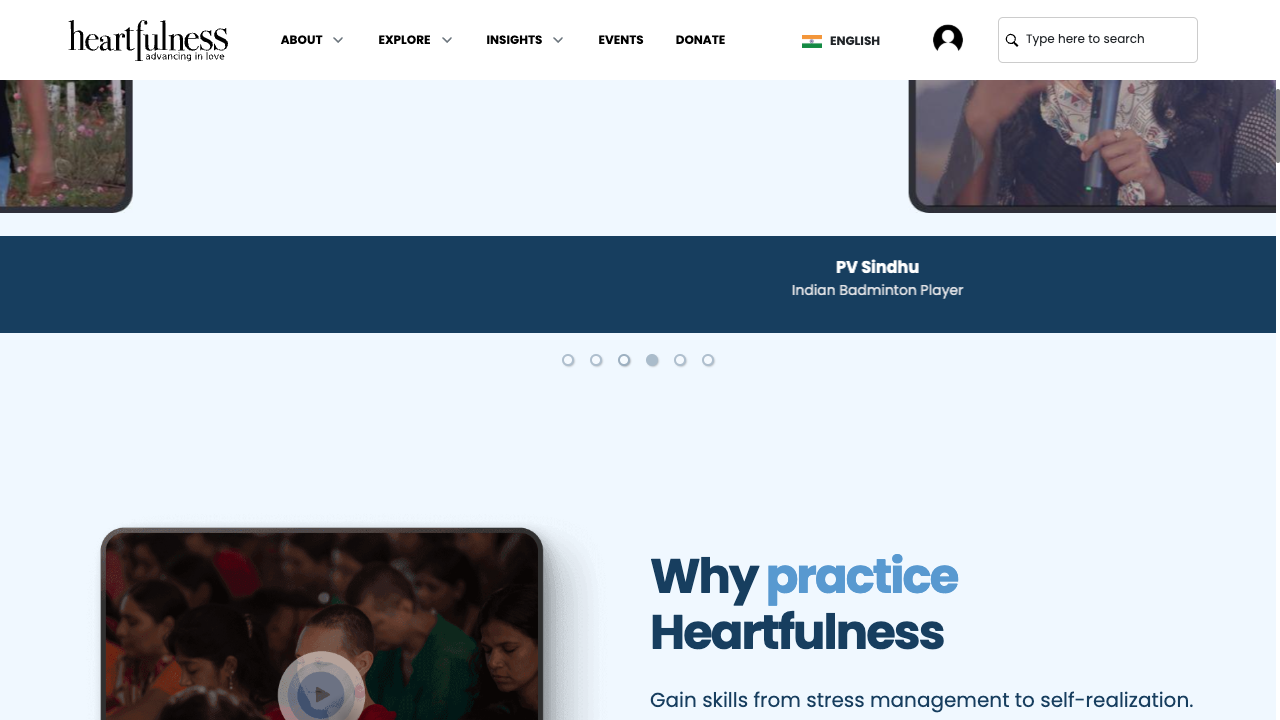 heartfulness
advancing in love
ABOUT
EXPLORE
INSIGHTS
EVENTS
DONATE
ENGLISH
Type here to search
PV Sindhu
Indian Badminton Player
Why practice
Heartfulness
Gain skills from stress management to self-realization.